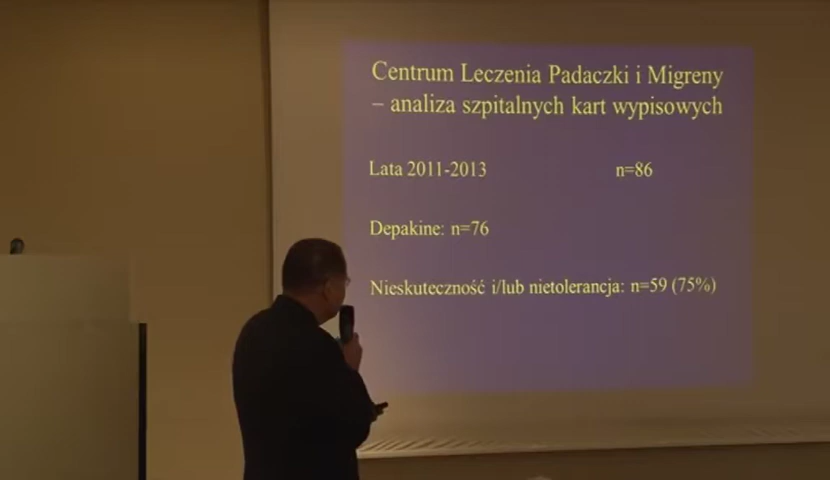 Centrum Leczenia Padaczki i Migreny
– analiza szpitalnych kart wypisowych
Lata 2011-2013 n=86
Depakine: n=76
Nieskuteczność i/lub nietolerancja: n=59 (75%)